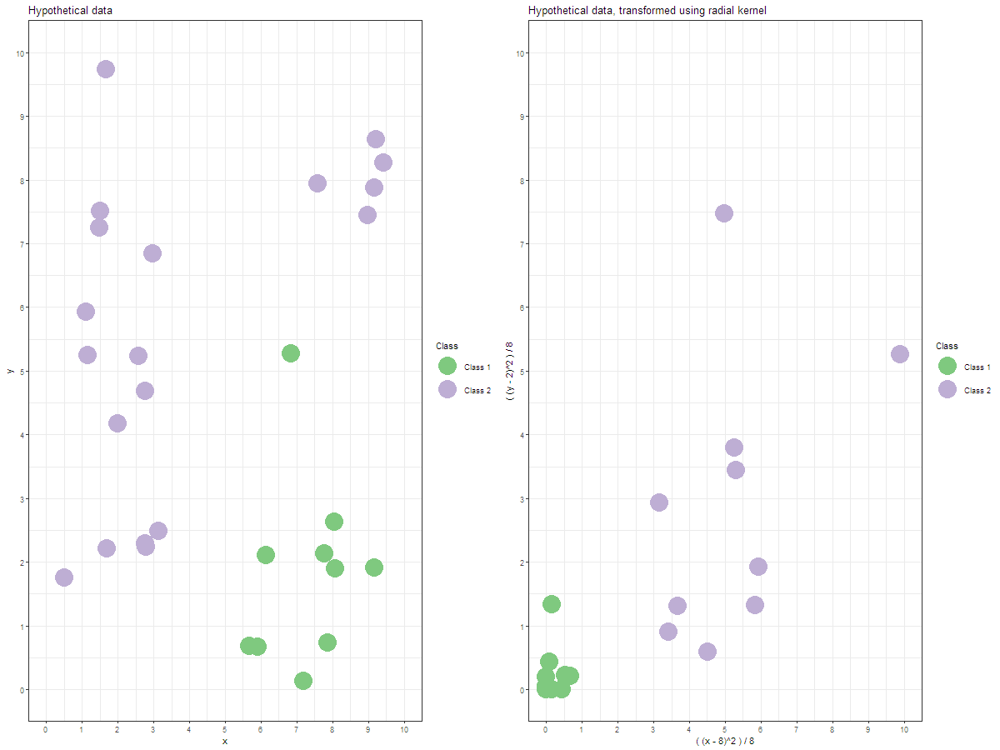 Hypothetical data
10
9
8
7
6
5
4
3
2
1
0
y
0 1 2 3 4 5 6 7 8 9 10
x
Class
Class 1
Class 2
Hypothetical data, transformed using radial kernel
10
9
8
7
6
5
4
3
2
1
0
( (y - 2)^2 ) / 8
0 1 2 3 4 5 6 7 8 9 10
( (x - 8)^2 ) / 8
Class
Class 1
Class 2